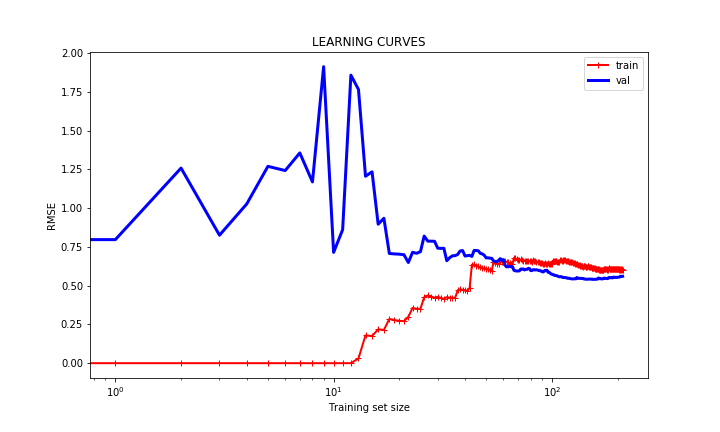 LEARNING CURVES
train
val
2.00
1.75
1.50
1.25
1.00
0.75
0.50
0.25
0.00
RMSE
10⁰
10¹
10²
Training set size